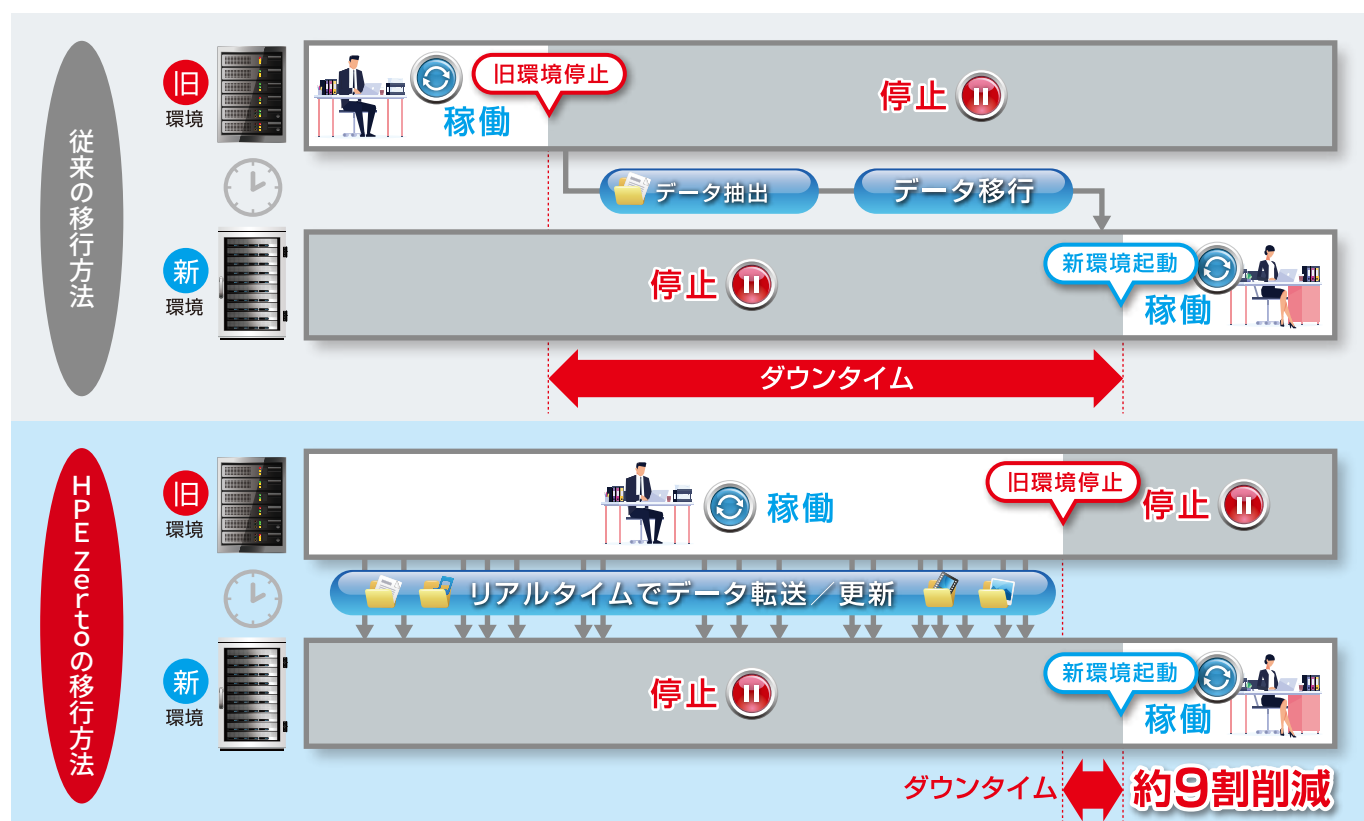 従来の移行方法
旧
環境
稼働
旧環境停止
停止
データ抽出
データ移行
新
環境
停止
新環境起動
稼働
ダウンタイム
HPE Zertoの移行方法
旧
環境
稼働
旧環境停止
停止
リアルタイムでデータ転送／更新
新
環境
停止
新環境起動
稼働
ダウンタイム
約9割削減